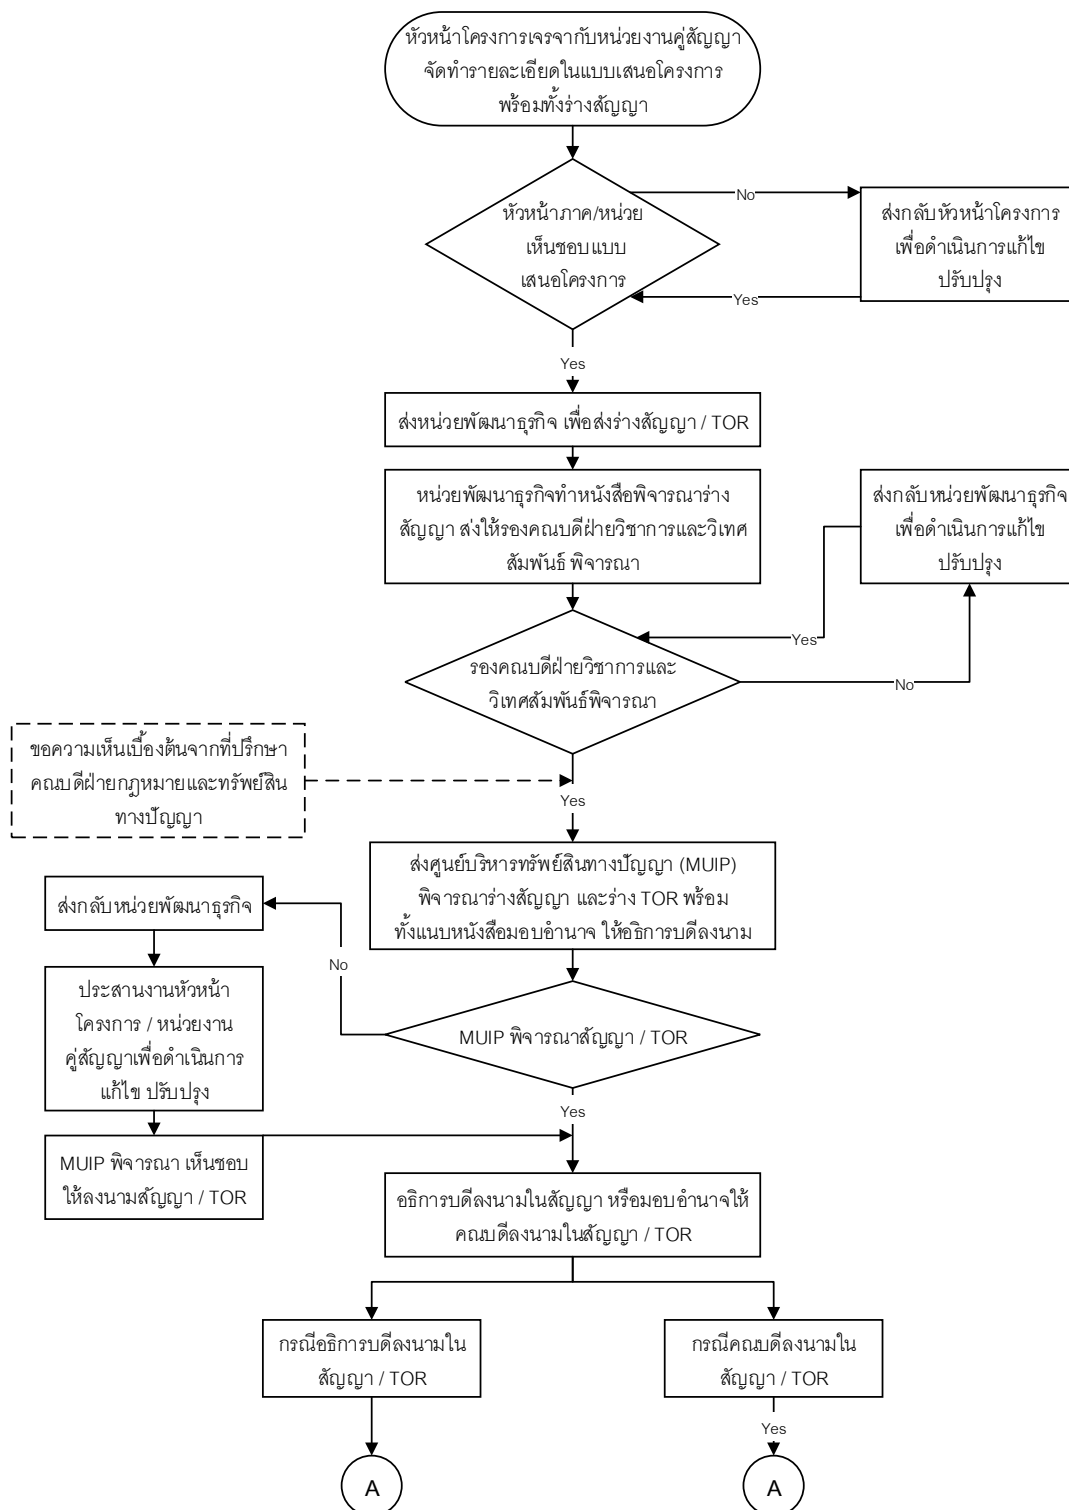 หัวหน้าโครงการเจรจากับหน่วยงานคู่สัญญา
จัดทำรายละเอียดในแบบเสนอโครงการ
พร้อมทั้งร่างสัญญา
หัวหน้าภาค/หน่วย
เห็นชอบแบบ
เสนอโครงการ
No
ส่งกลับหัวหน้าโครงการ
เพื่อดำเนินการแก้ไข
ปรับปรุง
Yes
Yes
ส่งหน่วยพัฒนาธุรกิจ เพื่อส่งร่างสัญญา / TOR
หน่วยพัฒนาธุรกิจทำหนังสือพิจารณาร่าง
สัญญา ส่งให้รองคณบดีฝ่ายวิชาการและวิเทศ
สัมพันธ์ พิจารณา
ส่งกลับหน่วยพัฒนาธุรกิจ
เพื่อดำเนินการแก้ไข
ปรับปรุง
Yes
รองคณบดีฝ่ายวิชาการและ
วิเทศสัมพันธ์พิจารณา
No
ขอความเห็นเบื้องต้นจากที่ปรึกษา
คณบดีฝ่ายกฎหมายและทรัพย์สิน
ทางปัญญา
Yes
ส่งศูนย์บริหารทรัพย์สินทางปัญญา (MUIP)
พิจารณาร่างสัญญา และร่าง TOR พร้อม
ทั้งแนบหนังสือมอบอำนาจ ให้อธิการบดีลงนาม
ส่งกลับหน่วยพัฒนาธุรกิจ
No
ประสานงานหัวหน้า
โครงการ / หน่วยงาน
คู่สัญญาเพื่อดำเนินการ
แก้ไข ปรับปรุง
MUIP พิจารณาสัญญา / TOR
Yes
MUIP พิจารณา เห็นชอบ
ให้ลงนามสัญญา / TOR
อธิการบดีลงนามในสัญญา หรือมอบอำนาจให้
คณบดีลงนามในสัญญา / TOR
กรณีอธิการบดีลงนามใน
สัญญา / TOR
กรณีคณบดีลงนามใน
สัญญา / TOR
Yes
A
A